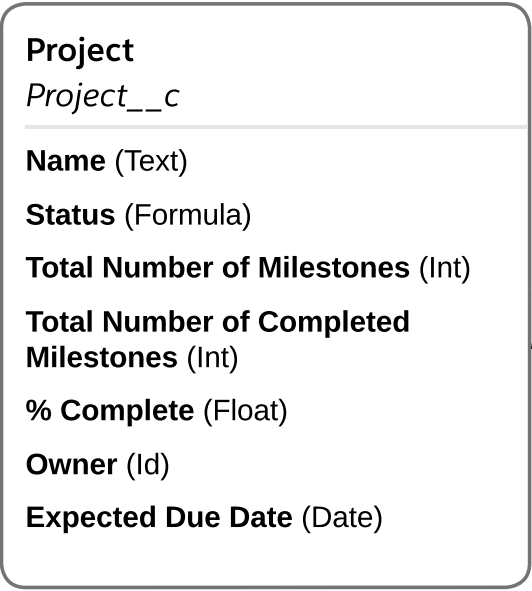 Project
Project__c
Name (Text)
Status (Formula)
Total Number of Milestones (Int)
Total Number of Completed
Milestones (Int)
% Complete (Float)
Owner (Id)
Expected Due Date (Date)